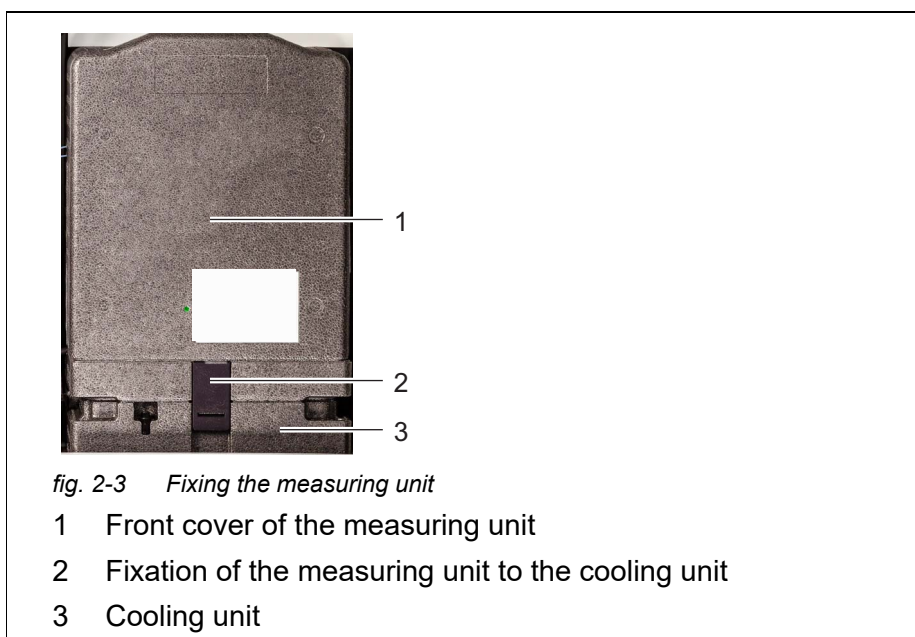 1
2
3
fig. 2-3 Fixing the measuring unit
1 Front cover of the measuring unit
2 Fixation of the measuring unit to the cooling unit
3 Cooling unit